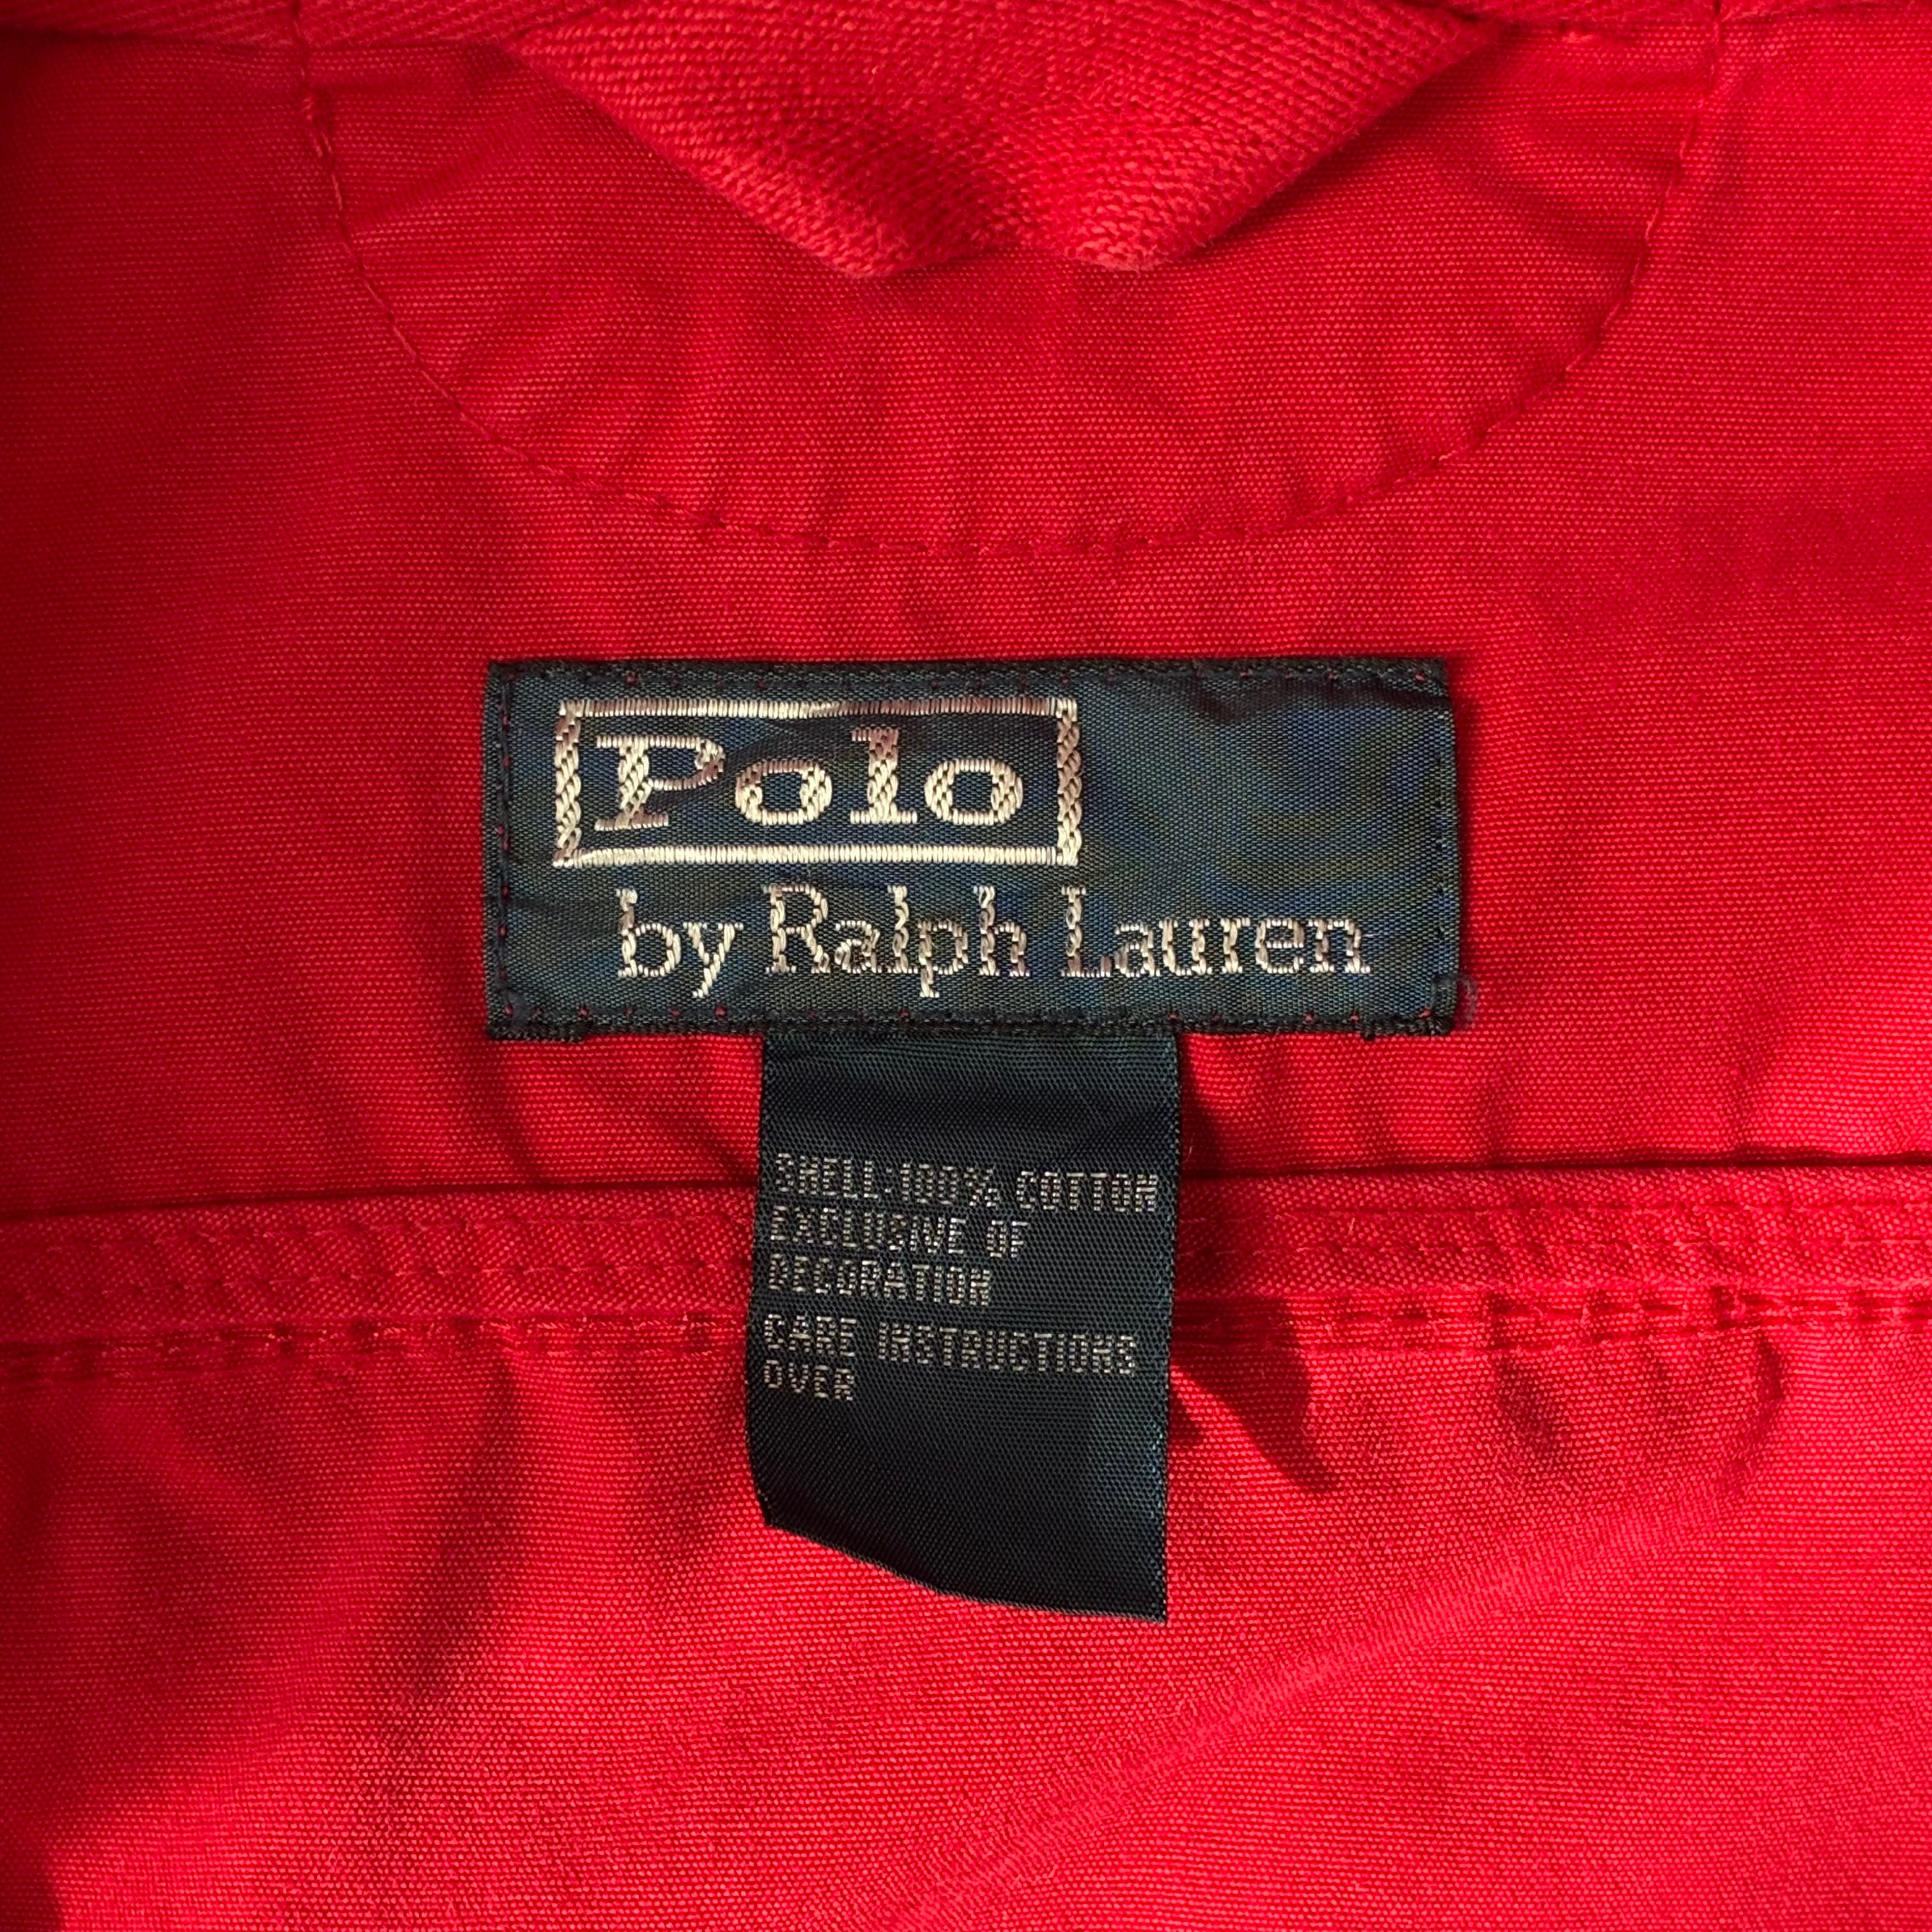 Polo
by Ralph Lauren
SHELL:100% COTTON
EXCLUSIVE OF
DECORATION
CARE INSTRUCTIONS
OVER